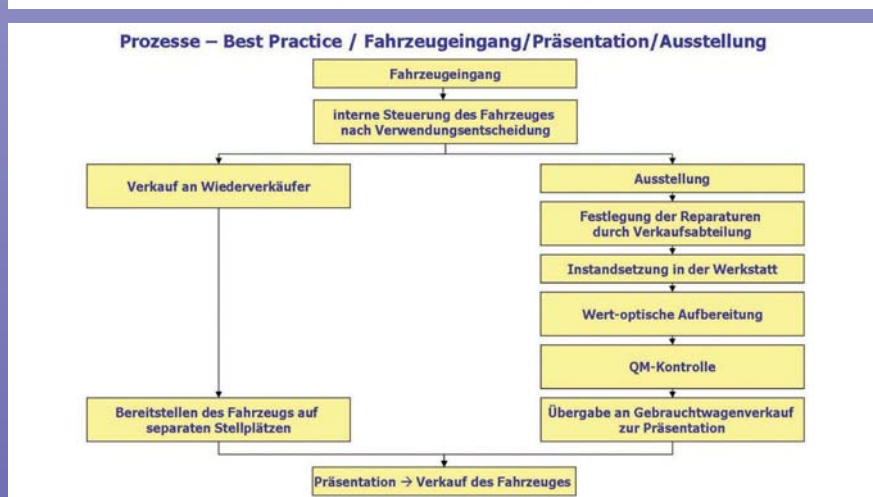 Prozesse – Best Practice / Fahrzeugeingang/Präsentation/Ausstellung
Fahrzeugeingang
interne Steuerung des Fahrzeuges
nach Verwendungsentscheidung
Verkauf an Wiederverkäufer
Ausstellung
Festlegung der Reparaturen
durch Verkaufsabteilung
Instandsetzung in der Werkstatt
Wert-optische Aufbereitung
QM-Kontrolle
Bereitstellen des Fahrzeugs auf
separaten Stellplätzen
Übergabe an Gebrauchtwagenverkauf
zur Präsentation
Präsentation → Verkauf des Fahrzeuges